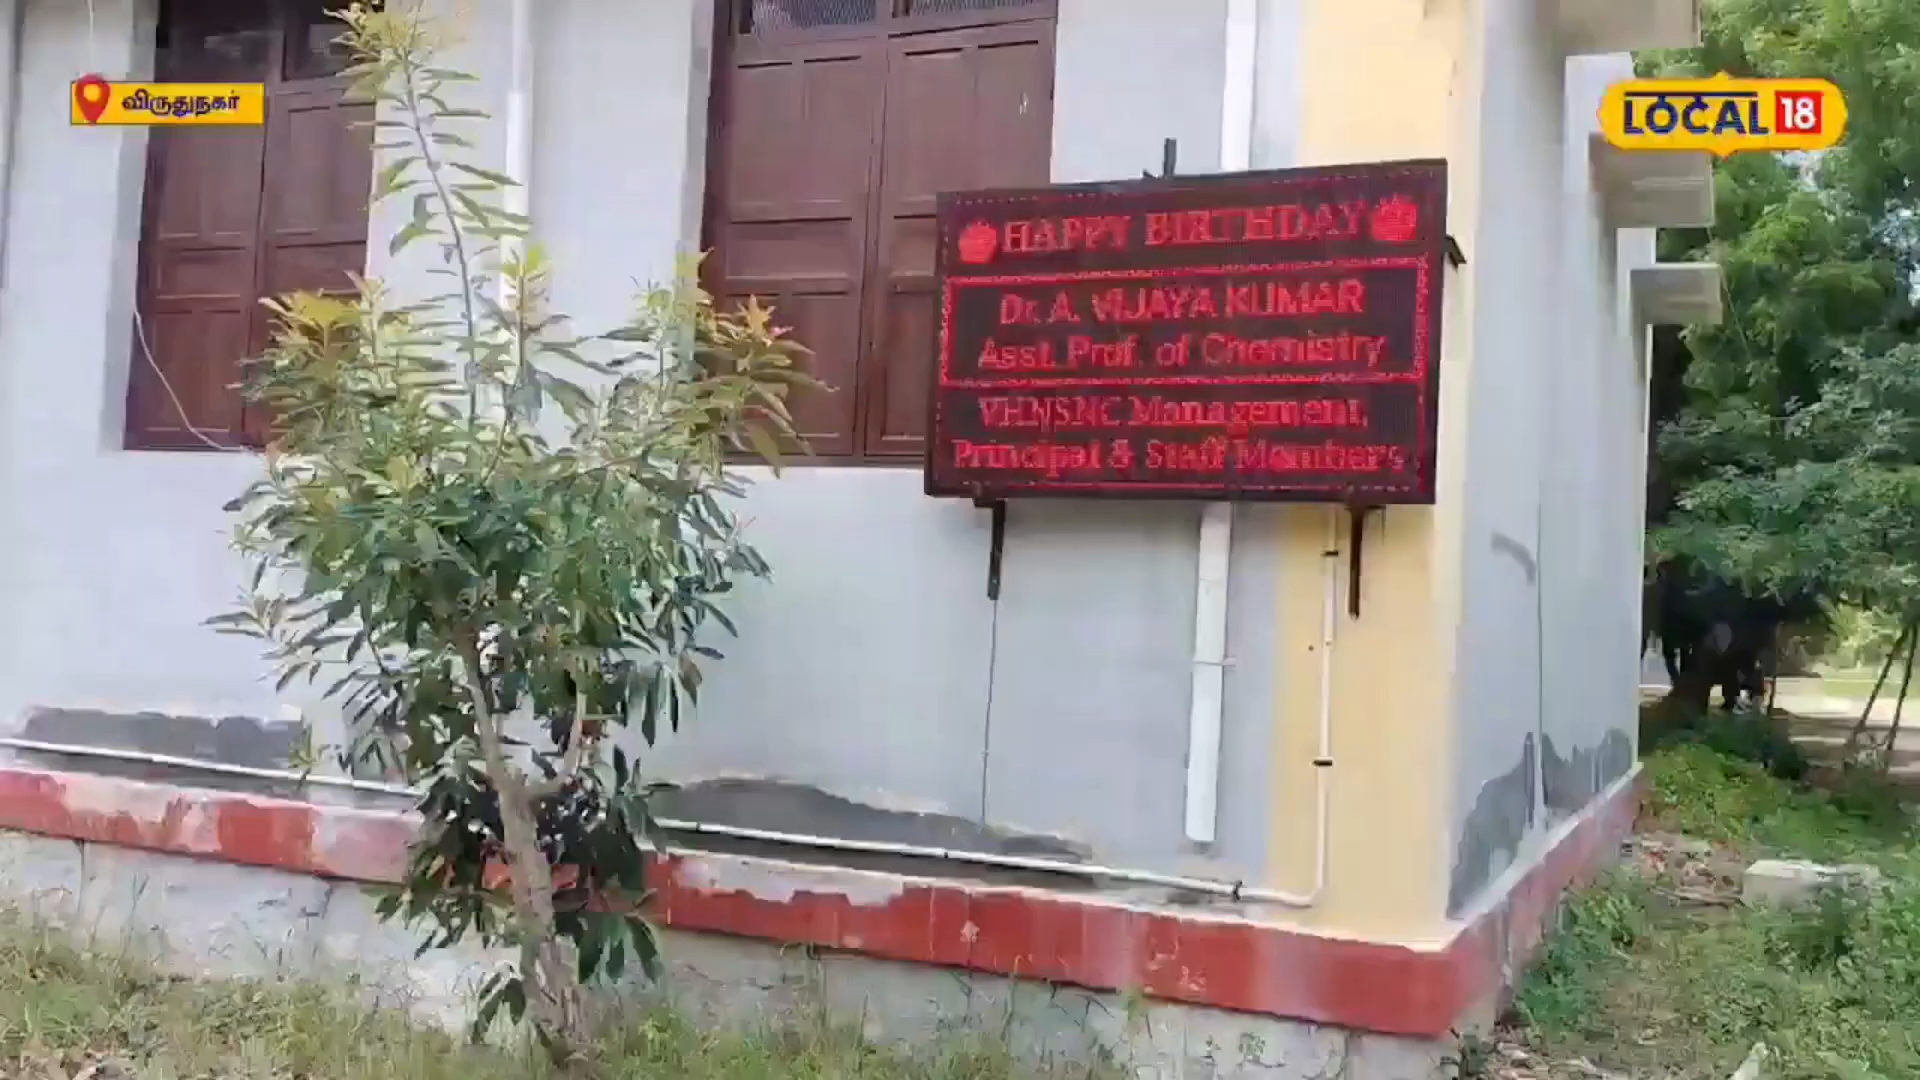 விருதுநகர்
LOCAL 18
HAPPY BIRTHDAY
Dr. A. VIJAYA KUMAR
Asst. Prof. of Chemistry
VHNSNC Management,
Principal & Staff Members